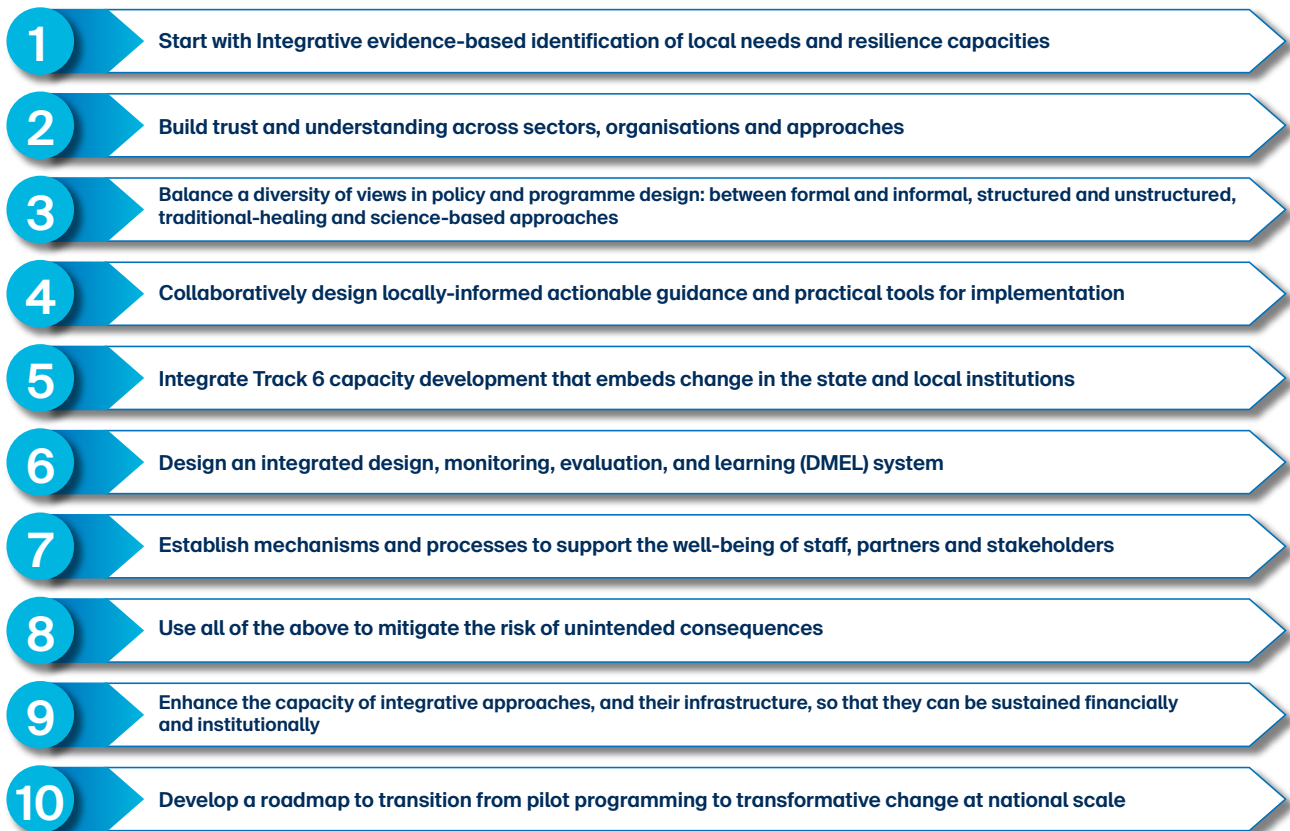 1
Start with Integrative evidence-based identification of local needs and resilience capacities
2
Build trust and understanding across sectors, organisations and approaches
3
Balance a diversity of views in policy and programme design: between formal and informal, structured and unstructured,
traditional-healing and science-based approaches
4
Collaboratively design locally-informed actionable guidance and practical tools for implementation
5
Integrate Track 6 capacity development that embeds change in the state and local institutions
6
Design an integrated design, monitoring, evaluation, and learning (DMEL) system
7
Establish mechanisms and processes to support the well-being of staff, partners and stakeholders
8
Use all of the above to mitigate the risk of unintended consequences
9
Enhance the capacity of integrative approaches, and their infrastructure, so that they can be sustained financially
and institutionally
10
Develop a roadmap to transition from pilot programming to transformative change at national scale